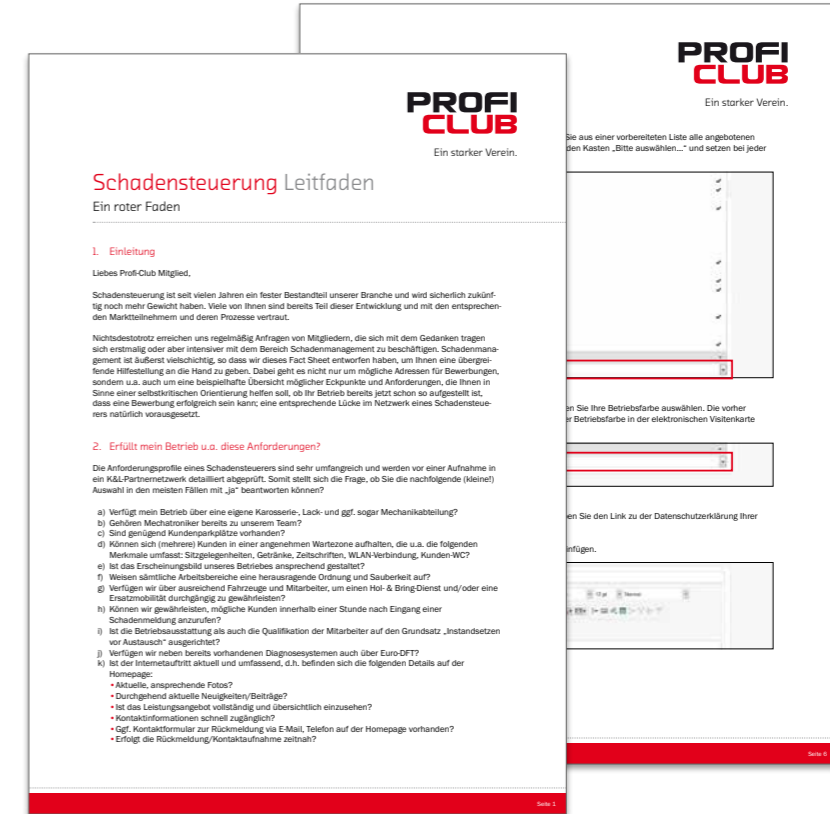 PROFI
CLUB
Ein starker Verein.
Schadensteuerung Leitfaden
Ein roter Faden
1. Einleitung
Liebes Profi-Club Mitglied,
Schadensteuerung ist seit vielen Jahren ein fester Bestandteil unserer Branche und wird sicherlich zukünf-
tig noch mehr Gewicht haben. Viele von Ihnen sind bereits Teil dieser Entwicklung und mit den entsprechen-
den Marktteilnehmern und deren Prozesse vertraut.
Nichtsdestotrotz erreichen uns regelmäßig Anfragen von Mitgliedern, die sich mit dem Gedanken tragen
sich erstmalig oder aber intensiver mit dem Bereich Schadenmanagement zu beschäftigen. Schadenmana-
gement ist äußerst vielschichtig, so dass wir dieses Fact Sheet entworfen haben, um Ihnen eine übergrei-
fende Hilfestellung an die Hand zu geben. Dabei geht es nicht nur um mögliche Adressen für Bewerbungen,
sondern u.a. auch um eine beispielhafte Übersicht möglicher Eckpunkte und Anforderungen, die Ihnen in
Sinne einer selbstkritischen Orientierung helfen soll, ob Ihr Betrieb bereits jetzt schon so aufgestellt ist,
dass eine Bewerbung erfolgreich sein kann; eine entsprechende Lücke im Netzwerk eines Schadensteue-
rers natürlich vorausgesetzt.
2. Erfüllt mein Betrieb u.a. diese Anforderungen?
Die Anforderungsprofile eines Schadensteuerers sind sehr umfangreich und werden vor einer Aufnahme in
ein K&L-Partnernetzwerk detailliert abgeprüft. Somit stellt sich die Frage, ob Sie die nachfolgende (kleine!)
Auswahl in den meisten Fällen mit „ja“ beantworten können?
a) Verfügt mein Betrieb über eine eigene Karosserie-, Lack- und ggf. sogar Mechanikabteilung?
b) Gehören Mechatroniker bereits zu unserem Team?
c) Sind genügend Kundenparkplätze vorhanden?
d) Können sich (mehrere) Kunden in einer angenehmen Wartezone aufhalten, die u.a. die folgenden
Merkmale umfasst: Sitzgelegenheiten, Getränke, Zeitschriften, WLAN-Verbindung, Kunden-WC?
e) Ist das Erscheinungsbild unseres Betriebes ansprechend gestaltet?
f) Weisen sämtliche Arbeitsbereiche eine herausragende Ordnung und Sauberkeit auf?
g) Verfügen wir über ausreichend Fahrzeuge und Mitarbeiter, um einen Hol- & Bring-Dienst und/oder eine
Ersatzmobilität durchgängig zu gewährleisten?
h) Können wir gewährleisten, mögliche Kunden innerhalb einer Stunde nach Eingang einer
Schadenmeldung anzurufen?
i) Ist die Betriebsausstattung als auch die Qualifikation der Mitarbeiter auf den Grundsatz „Instandsetzen
vor Austausch“ ausgerichtet?
j) Verfügen wir neben bereits vorhandenen Diagnosesystemen auch über Euro-DFT?
k) Ist der Internetauftritt aktuell und umfassend, d.h. befinden sich die folgenden Details auf der
Homepage:
• Aktuelle, ansprechende Fotos?
• Durchgehend aktuelle Neuigkeiten/Beiträge?
• Ist das Leistungsangebot vollständig und übersichtlich einzusehen?
• Kontaktinformationen schnell zugänglich?
• Ggf. Kontaktformular zur Rückmeldung via E-Mail, Telefon auf der Homepage vorhanden?
• Erfolgt die Rückmeldung/Kontaktaufnahme zeitnah?
Seite 1
PROFI
CLUB
Ein starker Verein.
Sie aus einer vorbereiteten Liste alle angebotenen
den Kasten „Bitte auswählen...“ und setzen bei jeder
en Sie Ihre Betriebsfarbe auswählen. Die vorher
er Betriebsfarbe in der elektronischen Visitenkarte
en Sie den Link zu der Datenschutzerklärung Ihrer
nfügen.
Seite 6